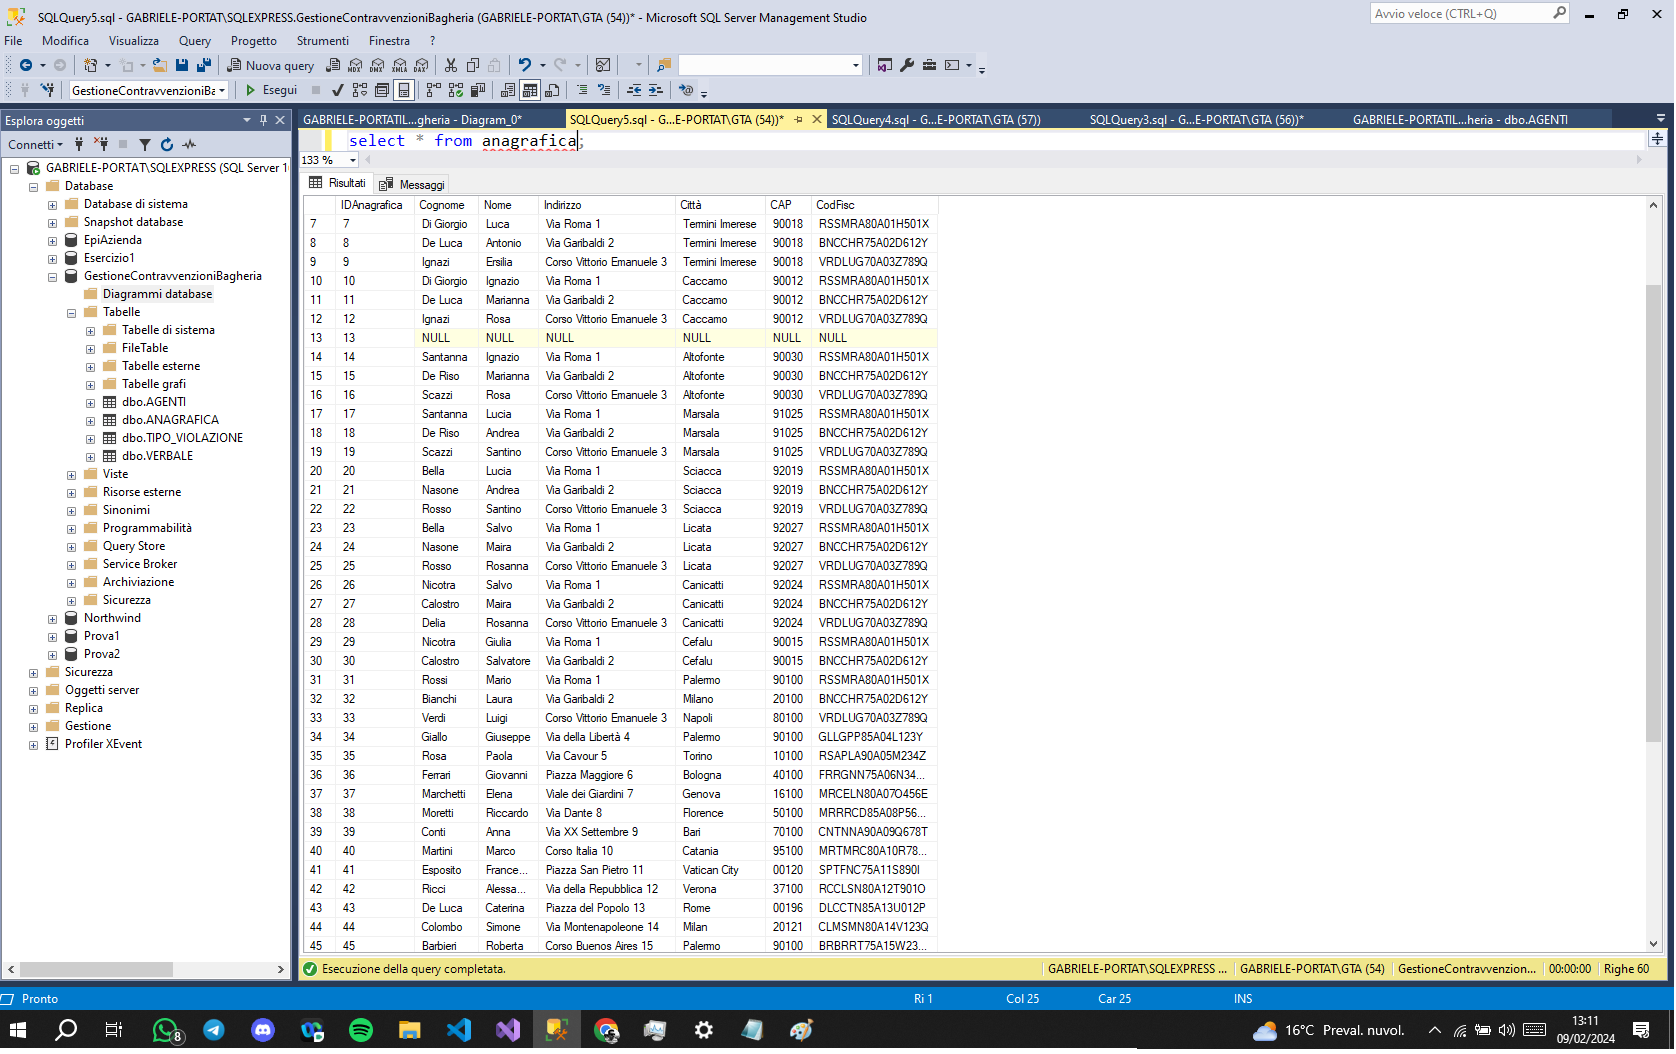 SQLQuery5.sql - GABRIELE-PORTAT\SQLEXPRESS.GestioneContravvenzioniBagheria (GABRIELE-PORTAT\GTA (54))* - Microsoft SQL Server Management Studio
Avvio veloce (CTRL+Q)
File Modifica Visualizza Query Progetto Strumenti Finestra ?
Nuova query MDX DMX XMLA DAX
GestioneContravvenzioniBa Esegui
Esplora oggetti
GABRIELE-PORTATIL...gheria - Diagram_0* SQLQuery5.sql - G...E-PORTAT\GTA (54))* SQLQuery4.sql - G...E-PORTAT\GTA (57)) SQLQuery3.sql - G...E-PORTAT\GTA (56))* GABRIELE-PORTATIL...heria - dbo.AGENTI
Connetti
GABRIELE-PORTAT\SQLEXPRESS (SQL Server 1
Database
Database di sistema
Snapshot database
EpiAzienda
Esercizio1
GestioneContravvenzioniBagheria
Diagrammi database
Tabelle
Tabelle di sistema
FileTable
Tabelle esterne
Tabelle grafi
dbo.AGENTI
dbo.ANAGRAFICA
dbo.TIPO_VIOLAZIONE
dbo.VERBALE
Viste
Risorse esterne
Sinonimi
Programmabilità
Query Store
Service Broker
Archiviazione
Sicurezza
Northwind
Prova1
Prova2
Sicurezza
Oggetti server
Replica
Gestione
Profiler XEvent
select * from anagrafica;
133 %
Risultati Messaggi
IDAnagrafica Cognome Nome Indirizzo Città CAP CodFisc
7 7 Di Giorgio Luca Via Roma 1 Termini Imerese 90018 RSSMRA80A01H501X
8 8 De Luca Antonio Via Garibaldi 2 Termini Imerese 90018 BNCCHR75A02D612Y
9 9 Ignazi Ersilia Corso Vittorio Emanuele 3 Termini Imerese 90018 VRDLUG70A03Z789Q
10 10 Di Giorgio Ignazio Via Roma 1 Caccamo 90012 RSSMRA80A01H501X
11 11 De Luca Marianna Via Garibaldi 2 Caccamo 90012 BNCCHR75A02D612Y
12 12 Ignazi Rosa Corso Vittorio Emanuele 3 Caccamo 90012 VRDLUG70A03Z789Q
13 13 NULL NULL NULL NULL NULL NULL
14 14 Santanna Ignazio Via Roma 1 Altofonte 90030 RSSMRA80A01H501X
15 15 De Riso Marianna Via Garibaldi 2 Altofonte 90030 BNCCHR75A02D612Y
16 16 Scazzi Rosa Corso Vittorio Emanuele 3 Altofonte 90030 VRDLUG70A03Z789Q
17 17 Santanna Lucia Via Roma 1 Marsala 91025 RSSMRA80A01H501X
18 18 De Riso Andrea Via Garibaldi 2 Marsala 91025 BNCCHR75A02D612Y
19 19 Scazzi Santino Corso Vittorio Emanuele 3 Marsala 91025 VRDLUG70A03Z789Q
20 20 Bella Lucia Via Roma 1 Sciacca 92019 RSSMRA80A01H501X
21 21 Nasone Andrea Via Garibaldi 2 Sciacca 92019 BNCCHR75A02D612Y
22 22 Rosso Santino Corso Vittorio Emanuele 3 Sciacca 92019 VRDLUG70A03Z789Q
23 23 Bella Salvo Via Roma 1 Licata 92027 RSSMRA80A01H501X
24 24 Nasone Maira Via Garibaldi 2 Licata 92027 BNCCHR75A02D612Y
25 25 Rosso Rosanna Corso Vittorio Emanuele 3 Licata 92027 VRDLUG70A03Z789Q
26 26 Nicotra Salvo Via Roma 1 Canicatti 92024 RSSMRA80A01H501X
27 27 Calostro Maira Via Garibaldi 2 Canicatti 92024 BNCCHR75A02D612Y
28 28 Delia Rosanna Corso Vittorio Emanuele 3 Canicatti 92024 VRDLUG70A03Z789Q
29 29 Nicotra Giulia Via Roma 1 Cefalu 90015 RSSMRA80A01H501X
30 30 Calostro Salvatore Via Garibaldi 2 Cefalu 90015 BNCCHR75A02D612Y
31 31 Rossi Mario Via Roma 1 Palermo 90100 RSSMRA80A01H501X
32 32 Bianchi Laura Via Garibaldi 2 Milano 20100 BNCCHR75A02D612Y
33 33 Verdi Luigi Corso Vittorio Emanuele 3 Napoli 80100 VRDLUG70A03Z789Q
34 34 Giallo Giuseppe Via della Libertà 4 Palermo 90100 GLLGPP85A04L123Y
35 35 Rosa Paola Via Cavour 5 Torino 10100 RSAPLA90A05M234Z
36 36 Ferrari Giovanni Piazza Maggiore 6 Bologna 40100 FRRGNN75A06N34...
37 37 Marchetti Elena Viale dei Giardini 7 Genova 16100 MRCELN80A07O456E
38 38 Moretti Riccardo Via Dante 8 Florence 50100 MRRRCD85A08P56...
39 39 Conti Anna Via XX Settembre 9 Bari 70100 CNTNNA90A09Q678T
40 40 Martini Marco Corso Italia 10 Catania 95100 MRTMRC80A10R78...
41 41 Esposito France... Piazza San Pietro 11 Vatican City 00120 SPTFNC75A11S890I
42 42 Ricci Alessa... Via della Repubblica 12 Verona 37100 RCCLSN80A12T901O
43 43 De Luca Caterina Piazza del Popolo 13 Rome 00196 DLCCTN85A13U012P
44 44 Colombo Simone Via Montenapoleone 14 Milan 20121 CLMSMN80A14V123Q
45 45 Barbieri Roberta Corso Buenos Aires 15 Palermo 90100 BRBRRT75A15W23...
Esecuzione della query completata. GABRIELE-PORTAT\SQLEXPRESS ... GABRIELE-PORTAT\GTA (54) GestioneContravvenzion... 00:00:00 Righe 60
Pronto Ri 1 Col 25 Car 25 INS
8 16°C Preval. nuvol. 13:11
09/02/2024